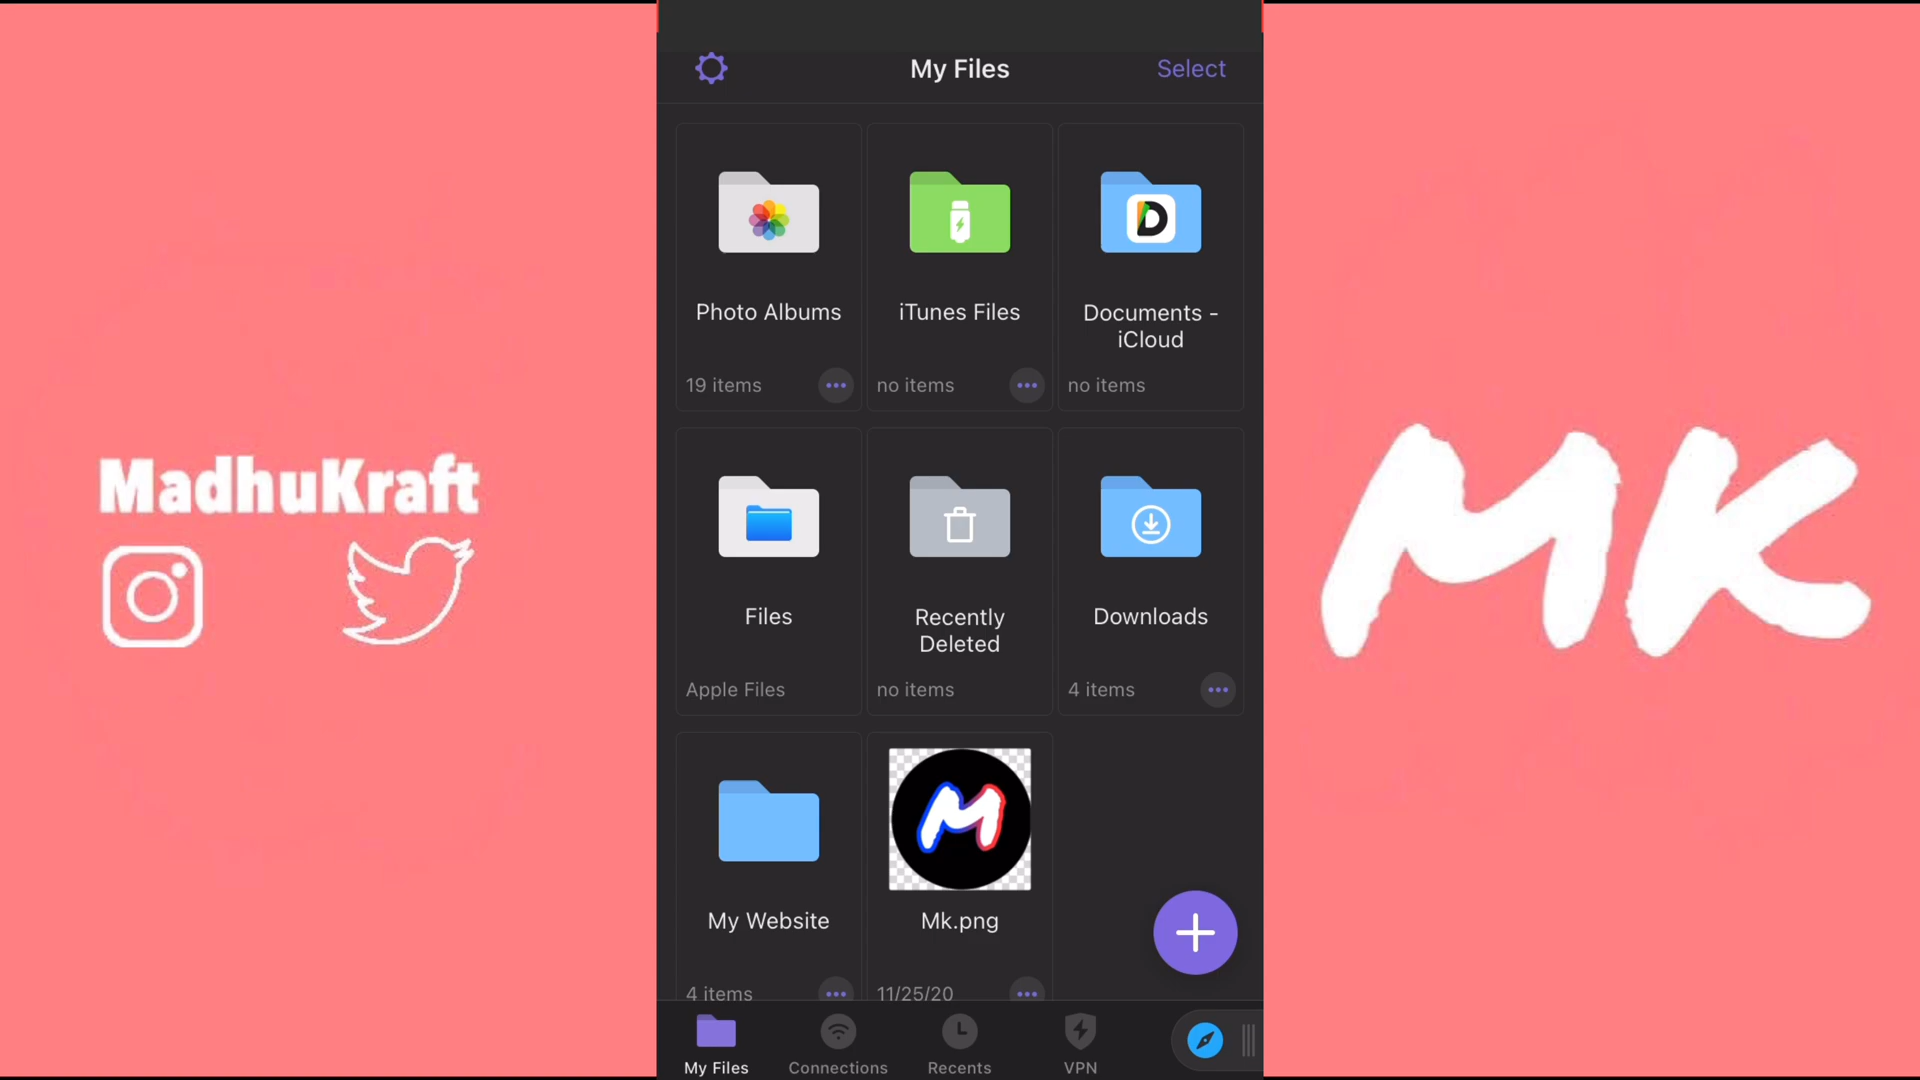 My Files
Select
Photo Albums
iTunes Files
Documents -
iCloud
19 items
no items
no items
MadhuKraft
MK
Files
Recently
Deleted
Downloads
Apple Files
no items
4 items
M
My Website
Mk.png
4 items
11/25/20
My Files
Connections
Recents
VPN